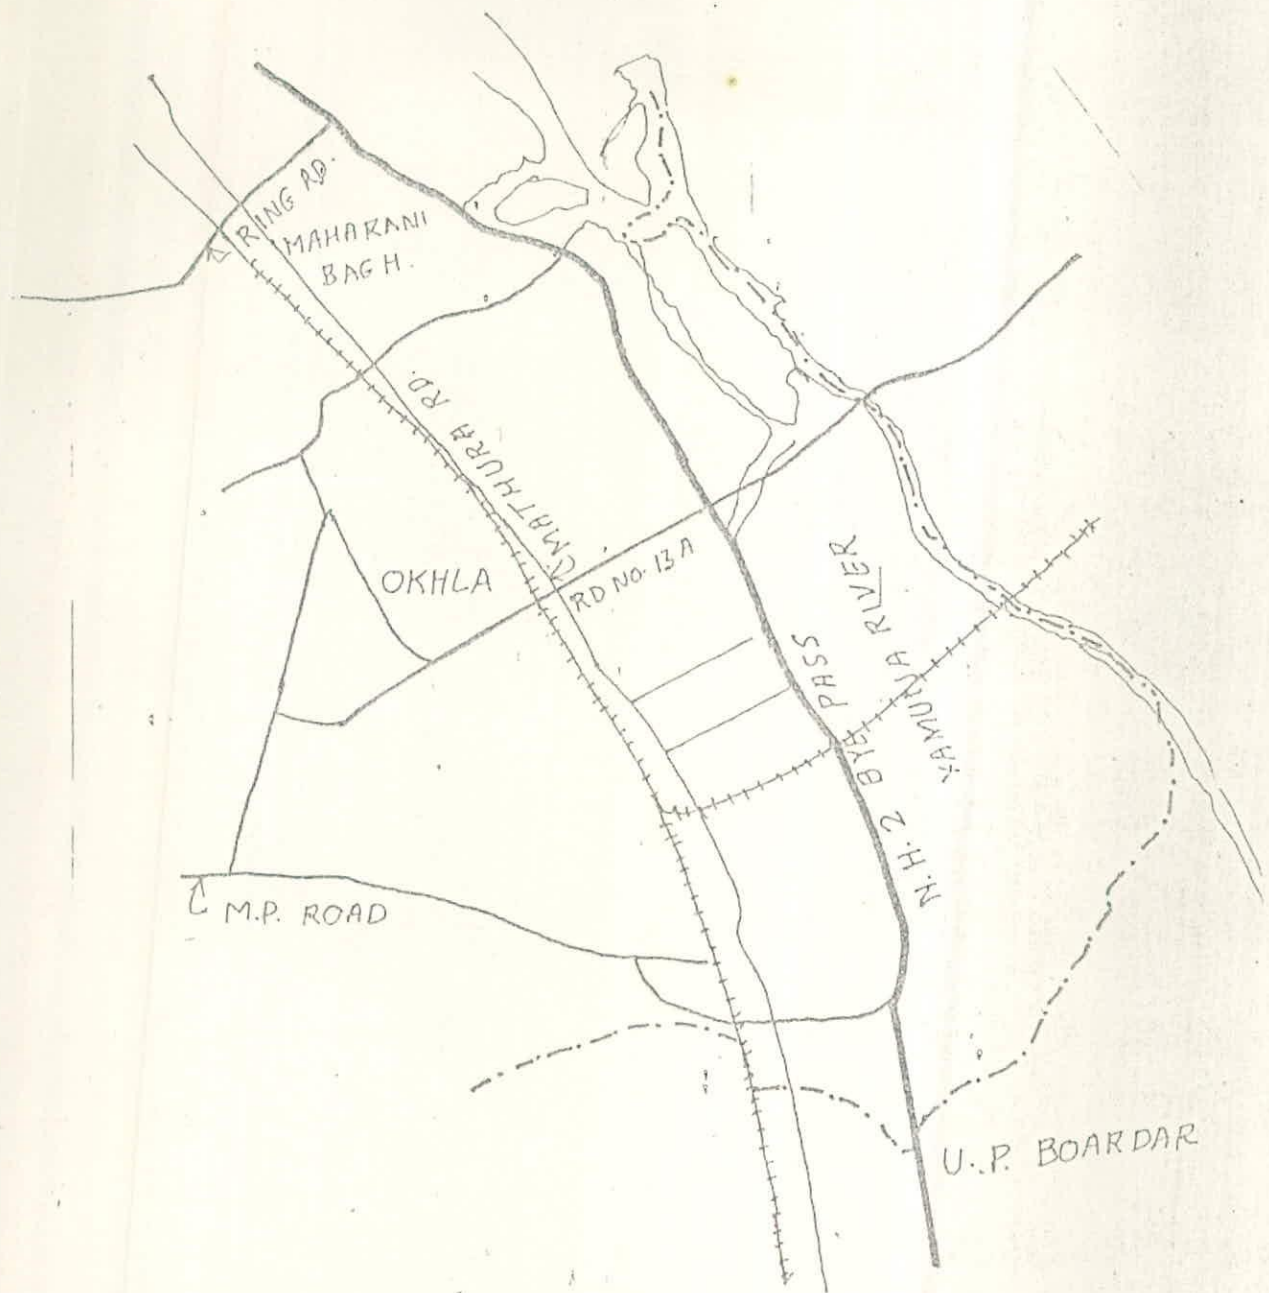 RING RD.
MAHARANI
BAGH.
MATHURA RD.
OKHLA
RD NO. 13 A
YAMUNA RIVER
N.H. 2 BYE PASS
M.P. ROAD
U.P. BOARDAR